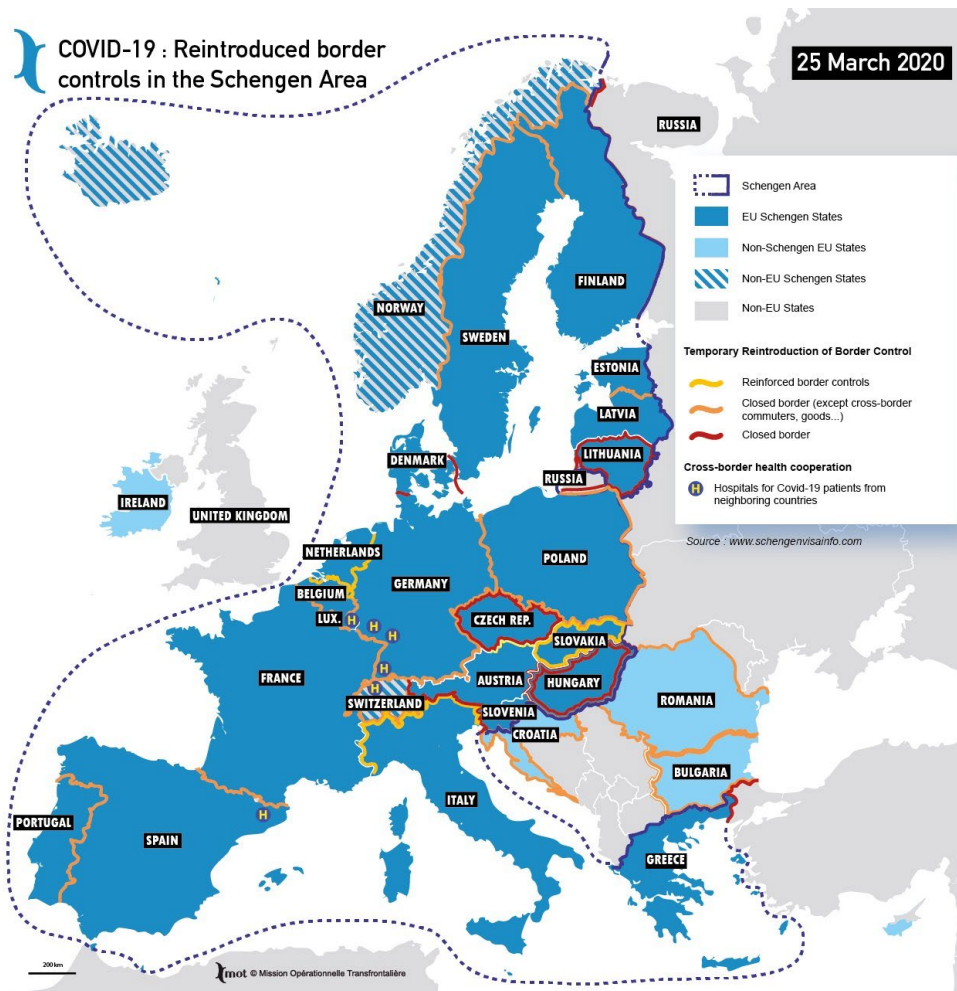 COVID-19 : Reintroduced border
controls in the Schengen Area
25 March 2020
RUSSIA
Schengen Area
EU Schengen States
Non-Schengen EU States
Non-EU Schengen States
Non-EU States
Temporary Reintroduction of Border Control
Reinforced border controls
Closed border (except cross-border
commuters, goods...)
Closed border
Cross-border health cooperation
H
Hospitals for Covid-19 patients from
neighboring countries
Source : www.schengenvisainfo.com
FINLAND
NORWAY
SWEDEN
ESTONIA
LATVIA
LITHUANIA
DENMARK
RUSSIA
IRELAND
UNITED KINGDOM
NETHERLANDS
POLAND
GERMANY
BELGIUM
LUX.
H
H
H
CZECH REP.
SLOVAKIA
H
FRANCE
AUSTRIA
HUNGARY
H
SWITZERLAND
ROMANIA
SLOVENIA
CROATIA
BULGARIA
ITALY
H
PORTUGAL
SPAIN
GREECE
200 km
mot © Mission Opérationnelle Transfrontalière